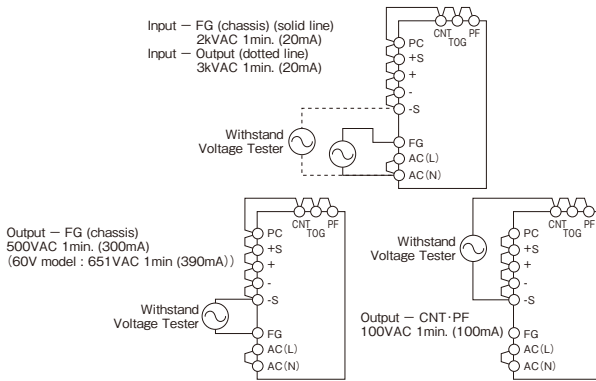 Input － FG (chassis) (solid line)
2kVAC 1min. (20mA)
Input － Output (dotted line)
3kVAC 1min. (20mA)
CNT PF
TOG
PC
+S
+
-
-S
FG
AC(L)
AC(N)
Withstand
Voltage Tester
Output － FG (chassis)
500VAC 1min. (300mA)
(60V model : 651VAC 1min (390mA))
CNT PF
TOG
PC
+S
+
-
-S
FG
AC(L)
AC(N)
Withstand
Voltage Tester
CNT PF
TOG
PC
+S
+
-
-S
FG
AC(L)
AC(N)
Withstand
Voltage Tester
Output － CNT･PF
100VAC 1min. (100mA)